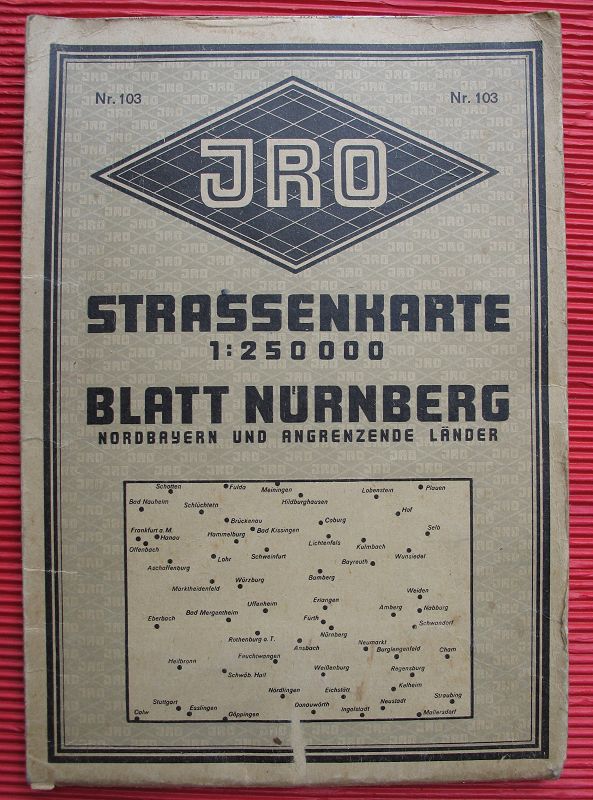 Nr. 103 Nr. 103
JRO
STRASSENKARTE
1:250000
BLATT NÜRNBERG
NORDBAYERN UND ANGRENZENDE LÄNDER
Schotten Fulda Meiningen Plauen
Bad Nauheim Schlüchtern Hildburghausen Lobenstein
Hof
Brückenau Coburg
Frankfurt a.M. Hanau Hammelburg Bad Kissingen Lichtenfels Selb
Offenbach Lohr Schweinfurt Kulmbach Wunsiedel
Aschaffenburg Bayreuth
Marktheidenfeld Würzburg Bamberg
Weiden
Uffenheim Erlangen Nabburg
Eberbach Bad Mergentheim Fürth Amberg Schwandorf
Rothenburg o.T. Nürnberg
Ansbach Neumarkt Burglengenfeld Cham
Heilbronn Feuchtwangen
Schwäb. Hall Weißenburg Regensburg
Kelheim
Nördlingen Eichstätt Straubing
Stuttgart Neustadt
Calw Esslingen Göppingen Donauwörth Ingolstadt Mallersdorf